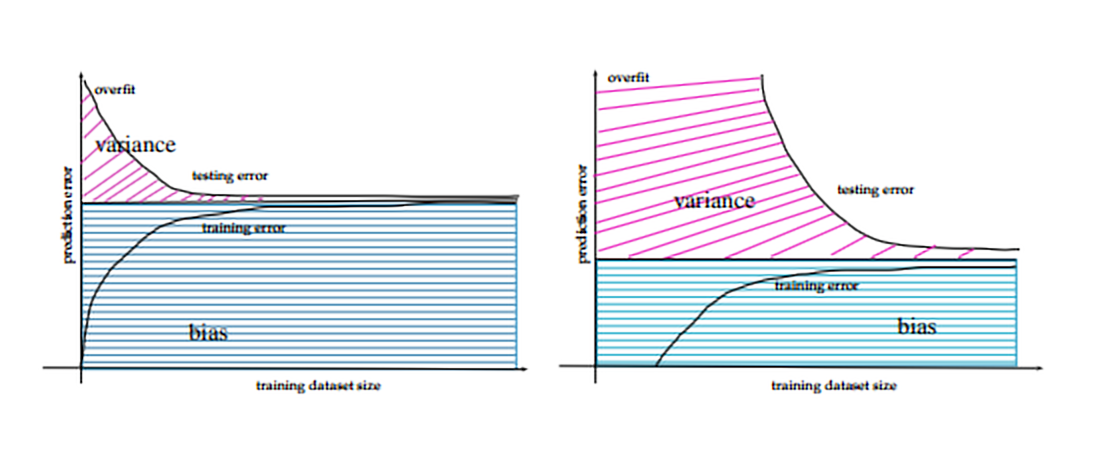 overfit
variance
testing error
training error
bias
prediction error
training dataset size
overfit
variance
testing error
training error
bias
prediction error
training dataset size